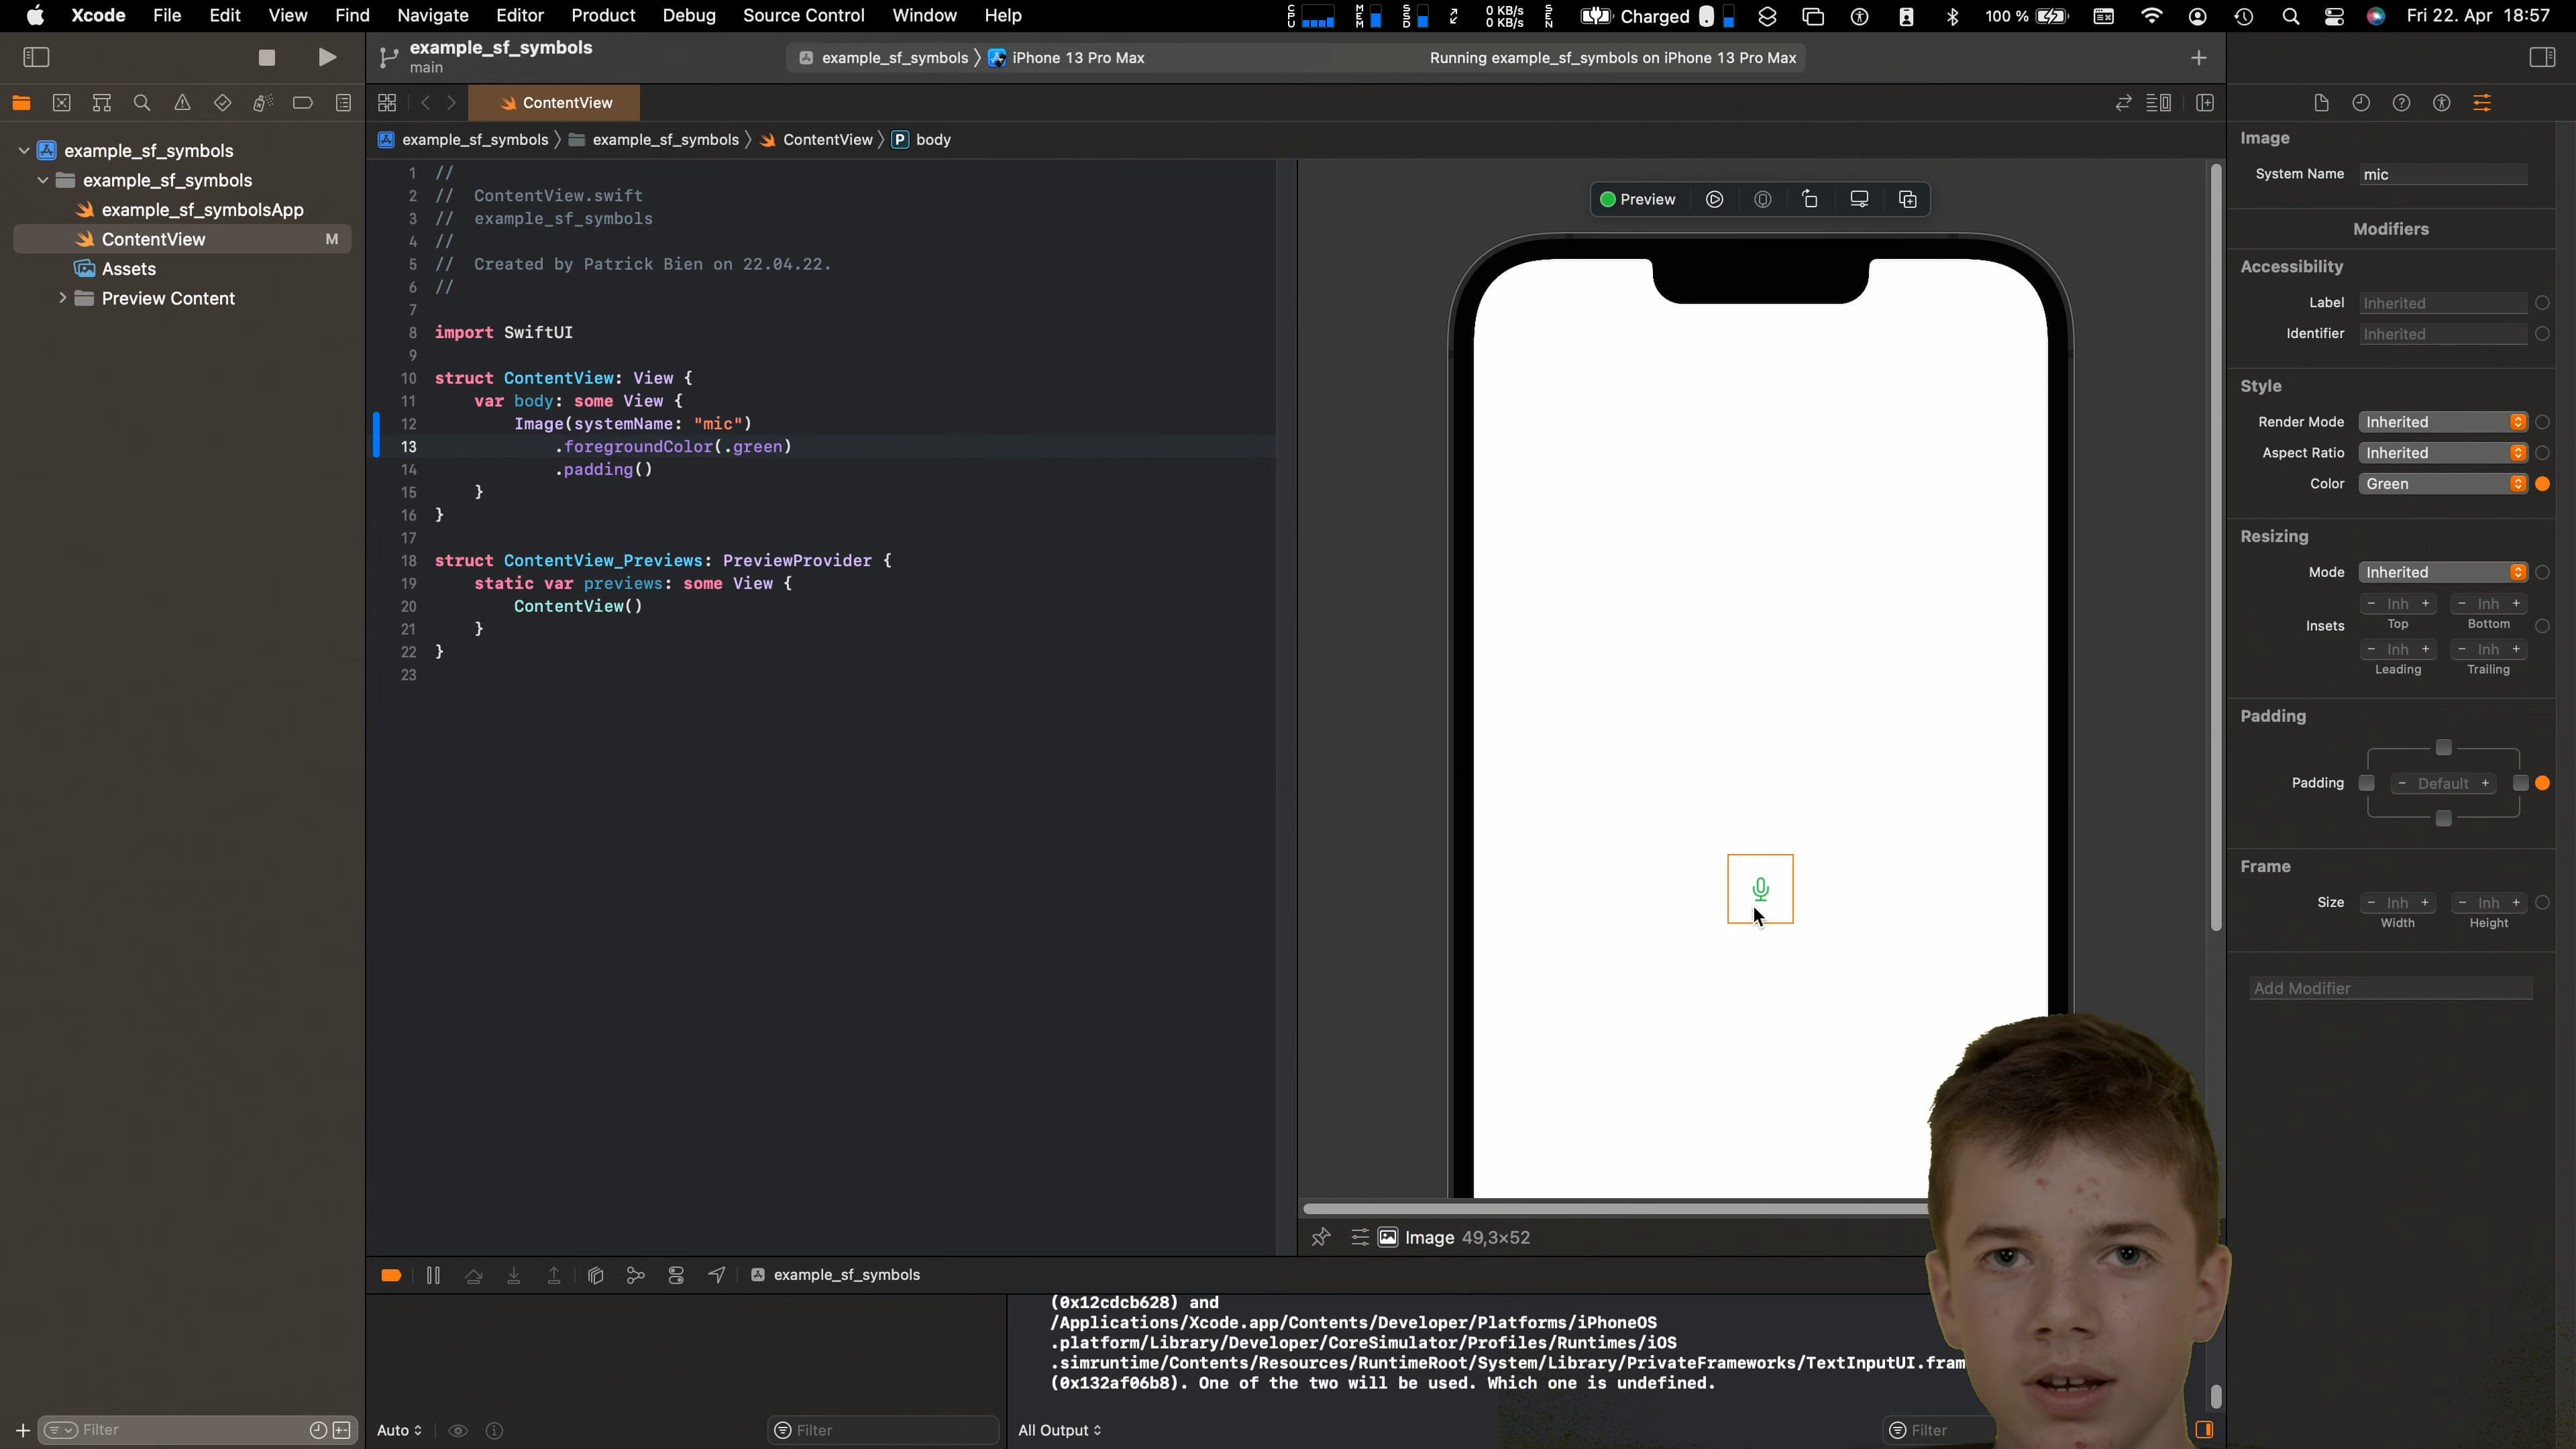 Xcode File Edit View Find Navigate Editor Product Debug Source Control Window Help CPU MEM SSD 0 KB/s 0 KB/s SEN Charged 100 % Fri 22. Apr 18:57
example_sf_symbols
main
example_sf_symbols iPhone 13 Pro Max
Running example_sf_symbols on iPhone 13 Pro Max
ContentView
example_sf_symbols example_sf_symbols ContentView P body
example_sf_symbols
example_sf_symbols
example_sf_symbolsApp
ContentView M
Assets
Preview Content
1 //
2 // ContentView.swift
3 // example_sf_symbols
4 //
5 // Created by Patrick Bien on 22.04.22.
6 //
7
8 import SwiftUI
9
10 struct ContentView: View {
11 var body: some View {
12 Image(systemName: "mic")
13 .foregroundColor(.green)
14 .padding()
15 }
16 }
17
18 struct ContentView_Previews: PreviewProvider {
19 static var previews: some View {
20 ContentView()
21 }
22 }
23
Preview
Image 49,3×52
Image
System Name mic
Modifiers
Accessibility
Label Inherited
Identifier Inherited
Style
Render Mode Inherited
Aspect Ratio Inherited
Color Green
Resizing
Mode Inherited
- Inh + - Inh +
Insets Top Bottom
- Inh + - Inh +
Leading Trailing
Padding
Padding - Default +
Frame
Size - Inh + - Inh +
Width Height
Add Modifier
example_sf_symbols
(0x12cdcb628) and
/Applications/Xcode.app/Contents/Developer/Platforms/iPhoneOS
.platform/Library/Developer/CoreSimulator/Profiles/Runtimes/iOS
.simruntime/Contents/Resources/RuntimeRoot/System/Library/PrivateFrameworks/TextInputUI.fram
(0x132af06b8). One of the two will be used. Which one is undefined.
Filter
Auto Filter
All Output Filter